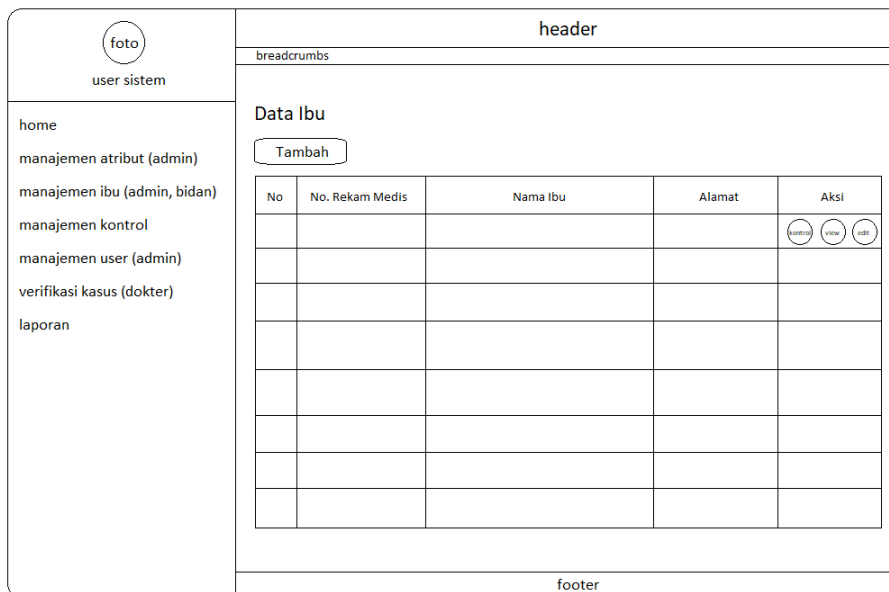 foto
user sistem
home
manajemen atribut (admin)
manajemen ibu (admin, bidan)
manajemen kontrol
manajemen user (admin)
verifikasi kasus (dokter)
laporan
header
breadcrumbs
Data Ibu
Tambah
No No. Rekam Medis Nama Ibu Alamat Aksi
kontrol view edit
footer